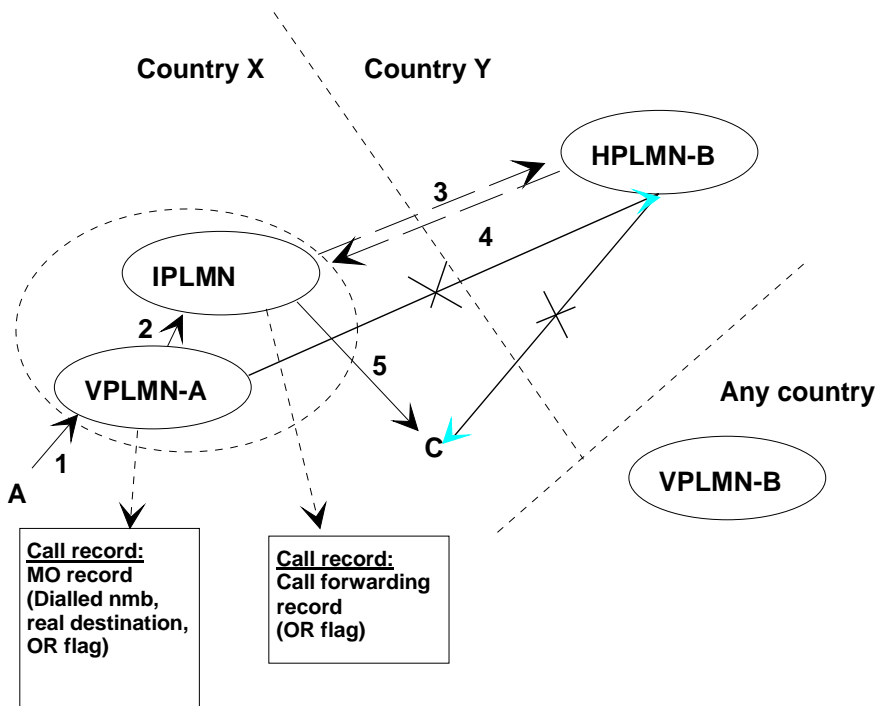 Country X
Country Y
HPLMN-B
3
4
IPLMN
2
5
VPLMN-A
Any country
C
1
A
VPLMN-B
Call record:
MO record
(Dialled nmb,
real destination,
OR flag)
Call record:
Call forwarding
record
(OR flag)